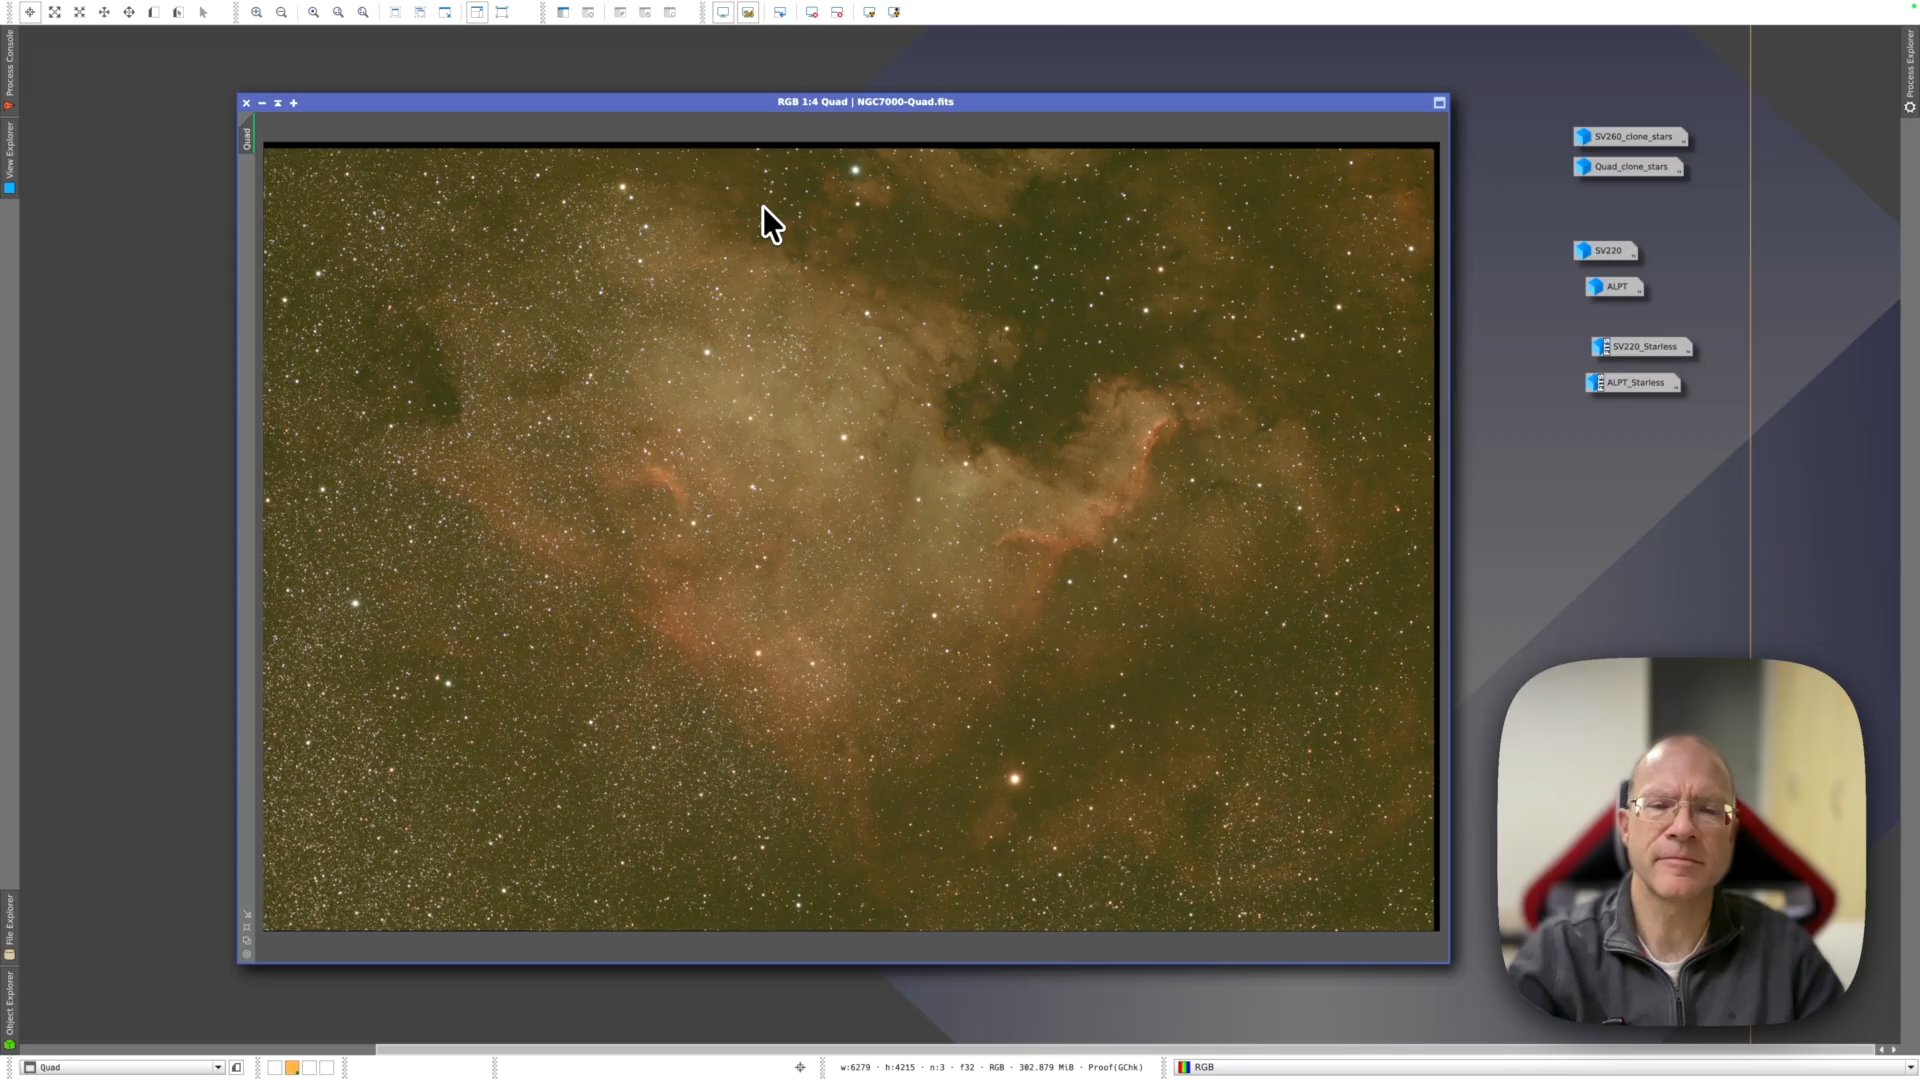 RGB 1:4 Quad | NGC7000-Quad.fits
Process Console
View Explorer
File Explorer
Object Explorer
Quad
Process Explorer
SV260_clone_stars
Quad_clone_stars
SV220
ALPT
SV220_Starless
ALPT_Starless
Quad
w:6279 · h:4215 · n:3 · f32 · RGB · 302.879 MiB · Proof(GChk)
RGB